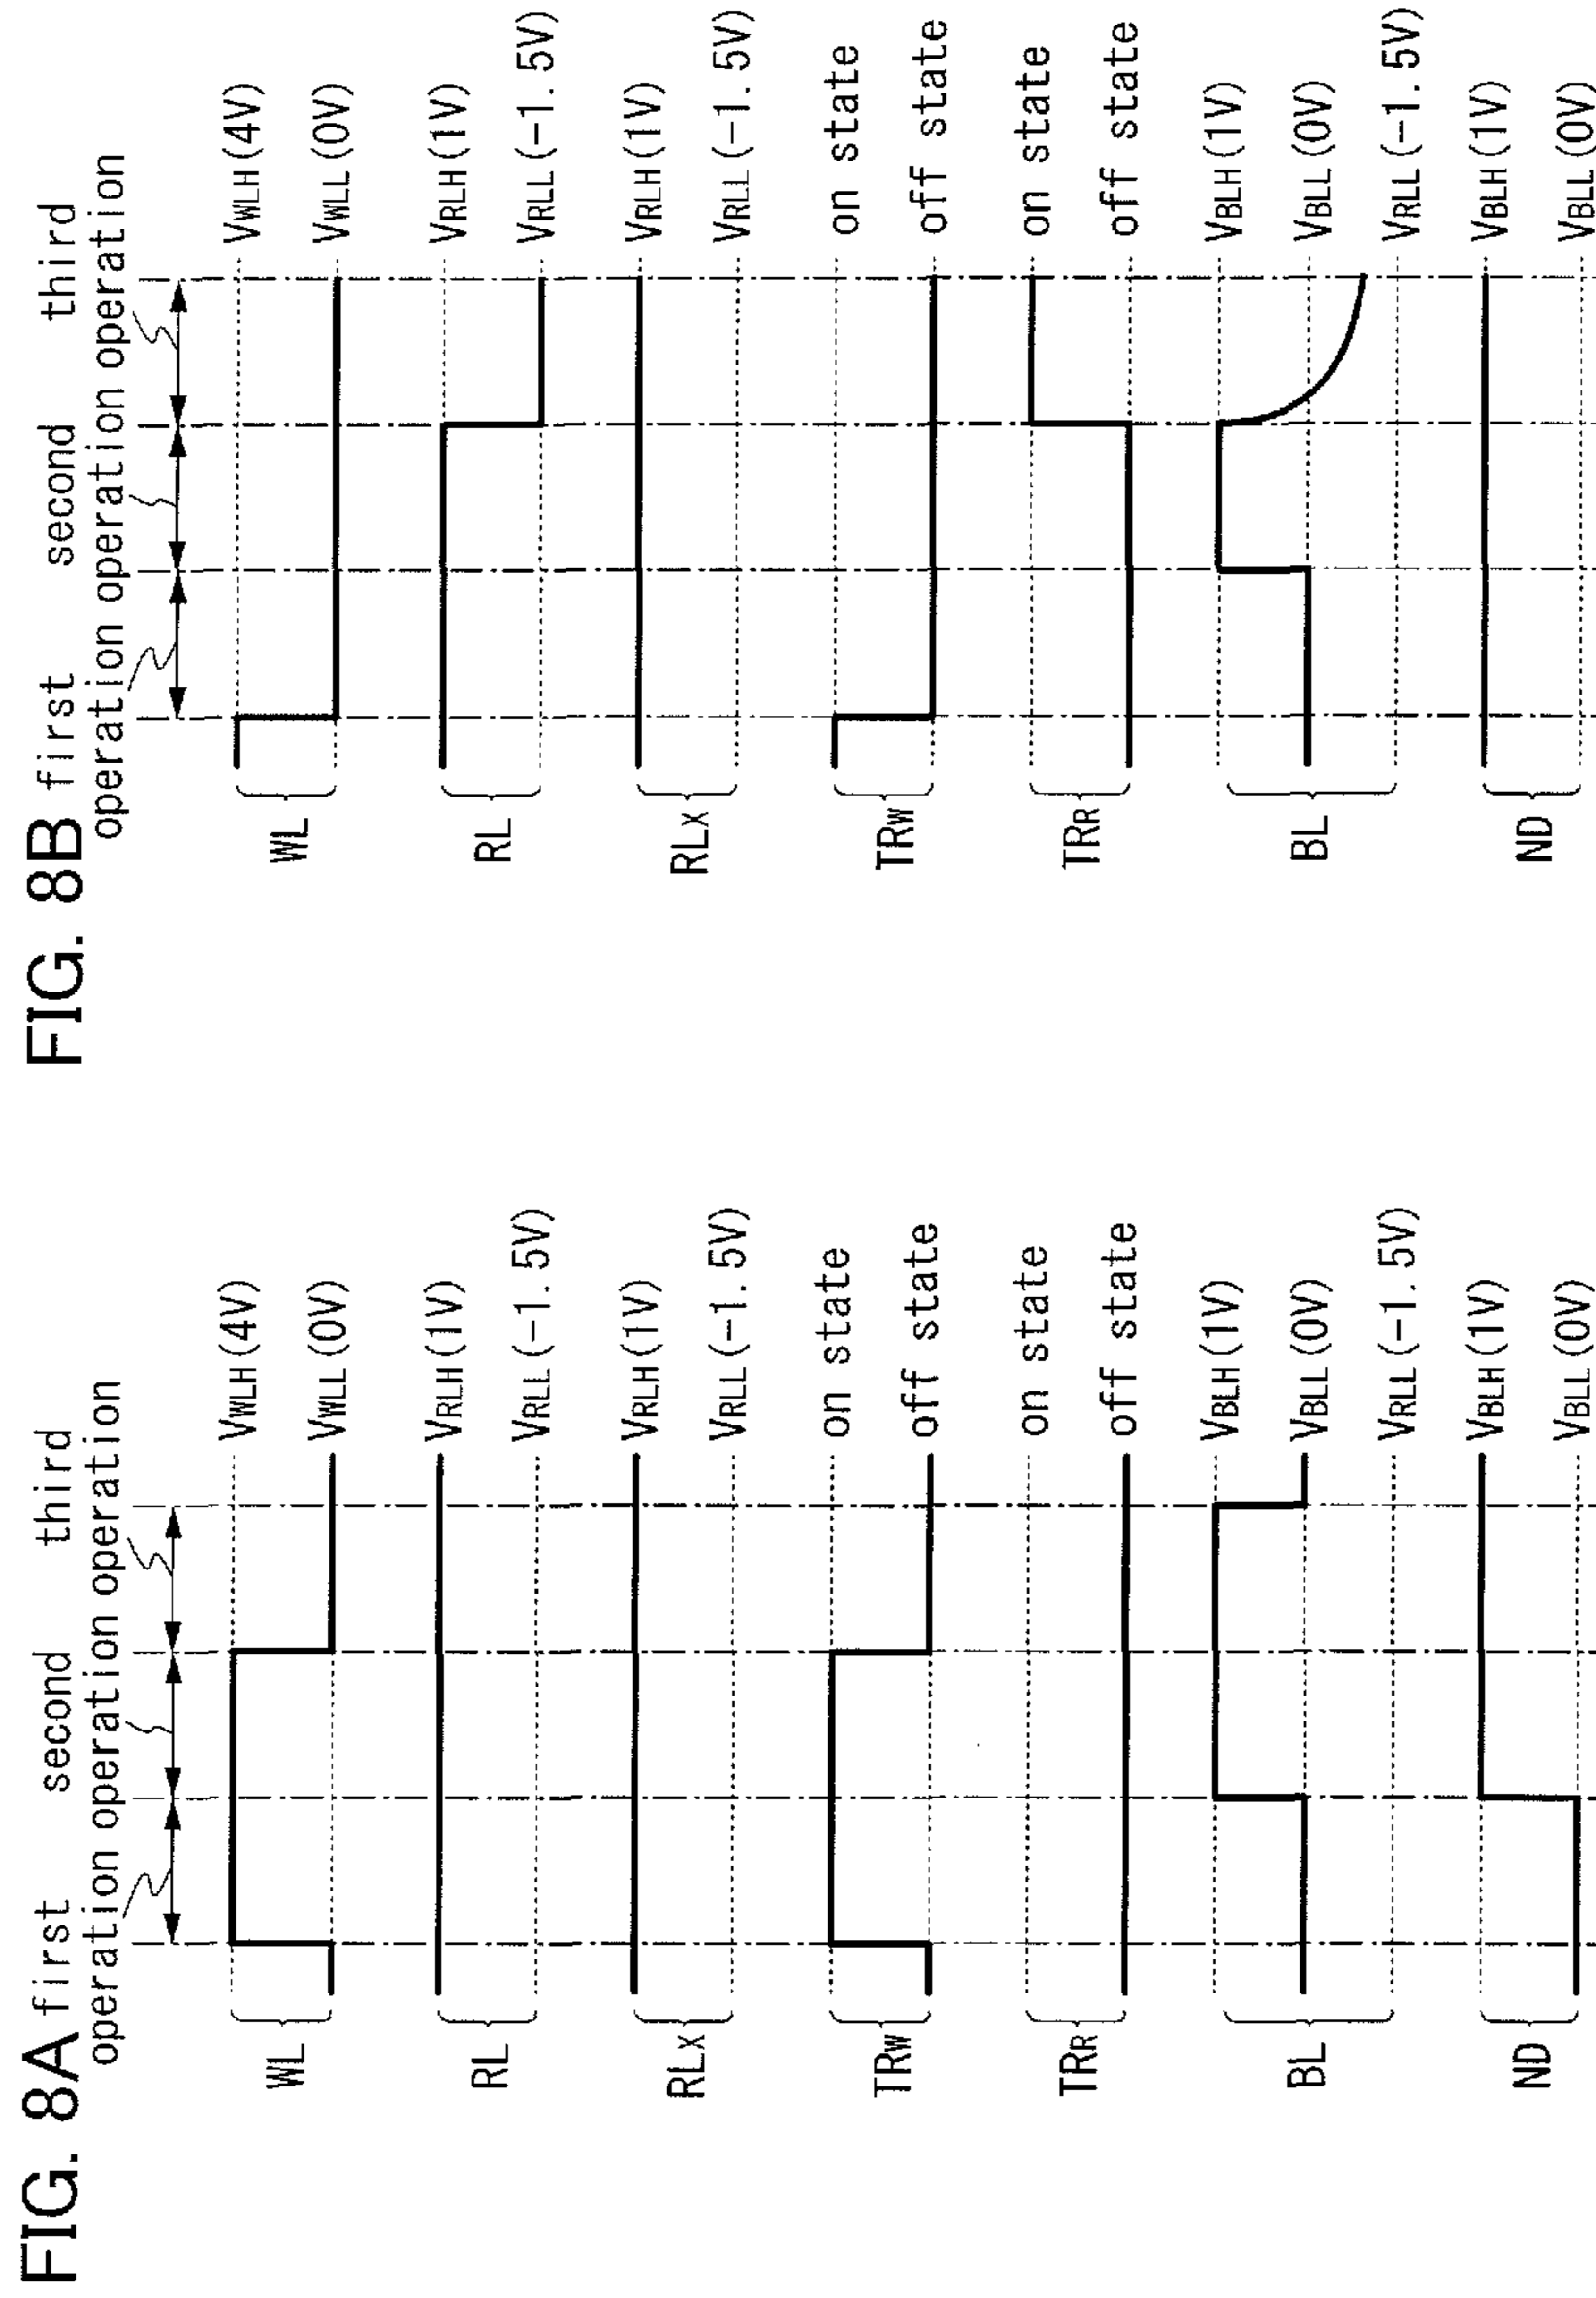 FIG. 8A
first second third
operation operation operation
WL
VWLH (4V)
VWLL (0V)
RL
VRLH (1V)
VRLL (-1.5V)
RLX
VRLH (1V)
VRLL (-1.5V)
TRW
on state
off state
TRR
on state
off state
BL
VBLH (1V)
VBLL (0V)
VRLL (-1.5V)
ND
VBLH (1V)
VBLL (0V)
FIG. 8B
first second third
operation operation operation
WL
VWLH (4V)
VWLL (0V)
RL
VRLH (1V)
VRLL (-1.5V)
RLX
VRLH (1V)
VRLL (-1.5V)
TRW
on state
off state
TRR
on state
off state
BL
VBLH (1V)
VBLL (0V)
VRLL (-1.5V)
ND
VBLH (1V)
VBLL (0V)